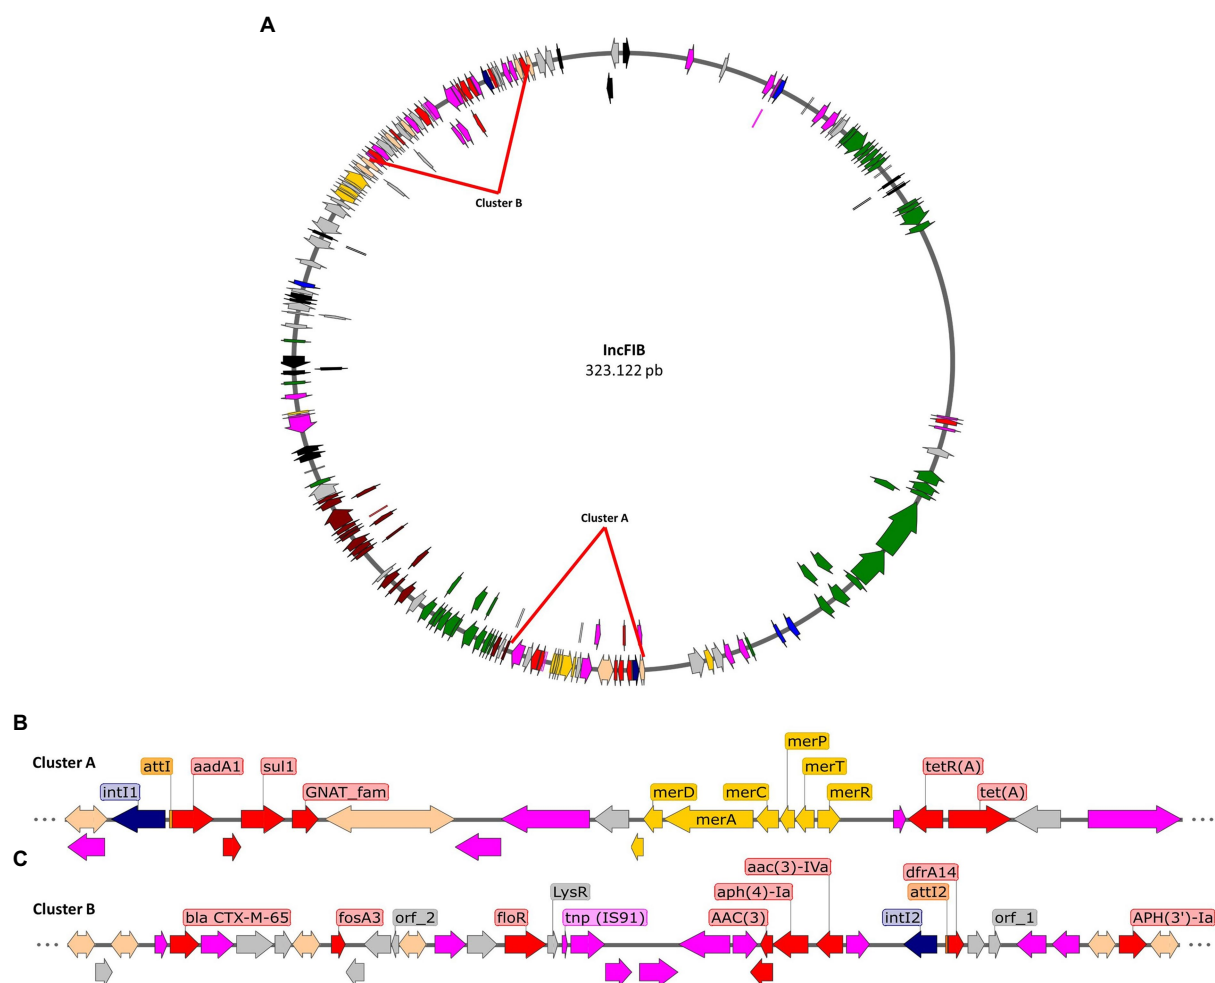 A
Cluster B
IncFIB
323.122 pb
Cluster A
B
merP
Cluster A
attI
aadA1
sul1
tetR(A)
merT
intI1
GNAT_fam
merD
merC
merR
tet(A)
merA
C
aac(3)-IVa
dfrA14
LysR
aph(4)-Ia
attI2
Cluster B
bla CTX-M-65
fosA3
orf_2
floR
tnp (IS91)
AAC(3)
intI2
orf_1
APH(3')-Ia